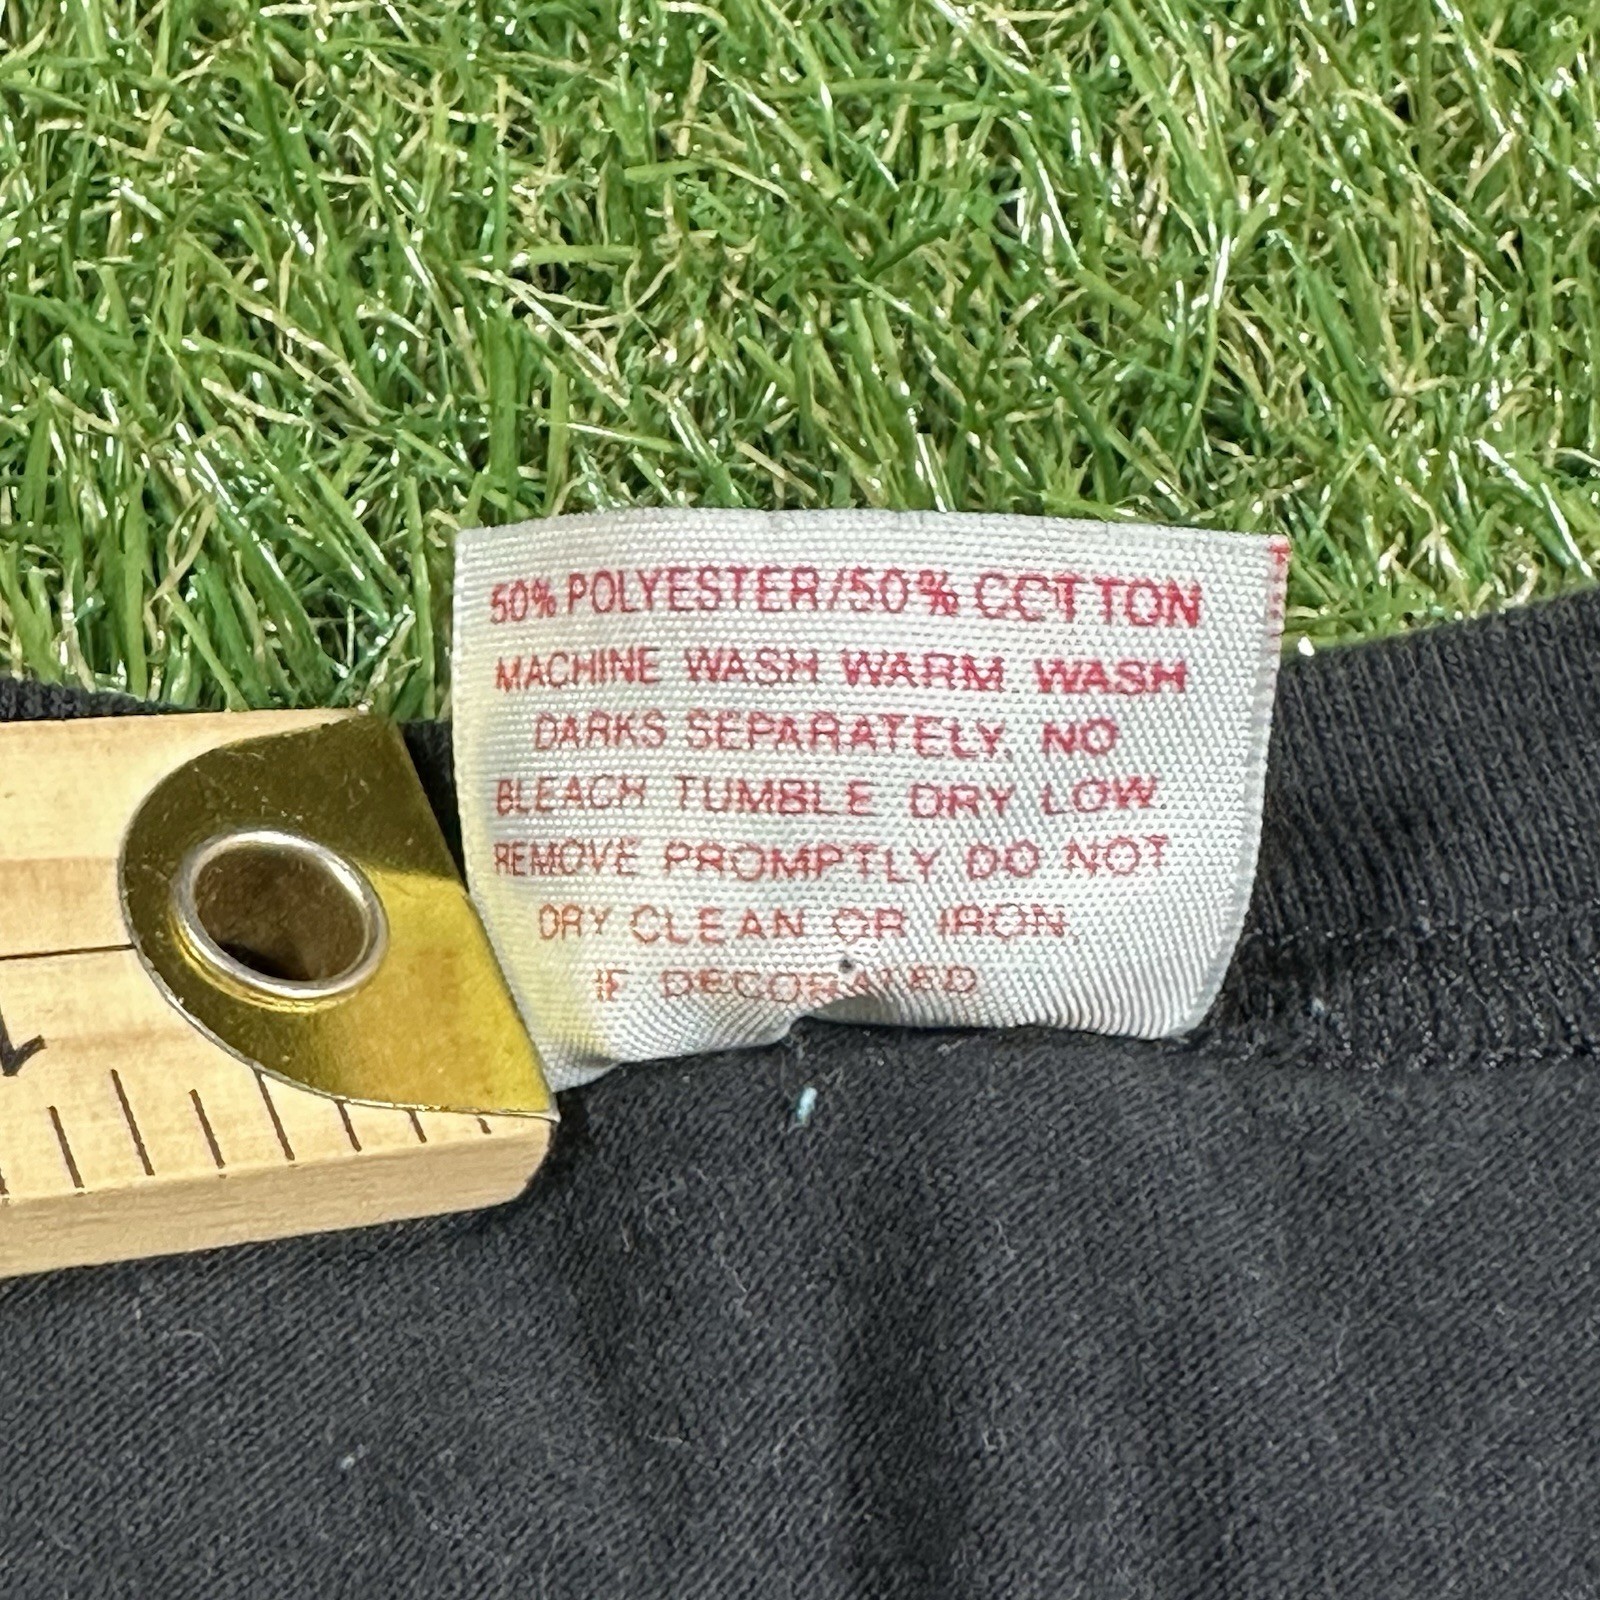 50% POLYESTER/50% COTTON
MACHINE WASH WARM WASH
DARKS SEPARATELY, NO
BLEACH TUMBLE DRY LOW
REMOVE PROMPTLY DO NOT
DRY CLEAN OR IRON
IF DECORATED